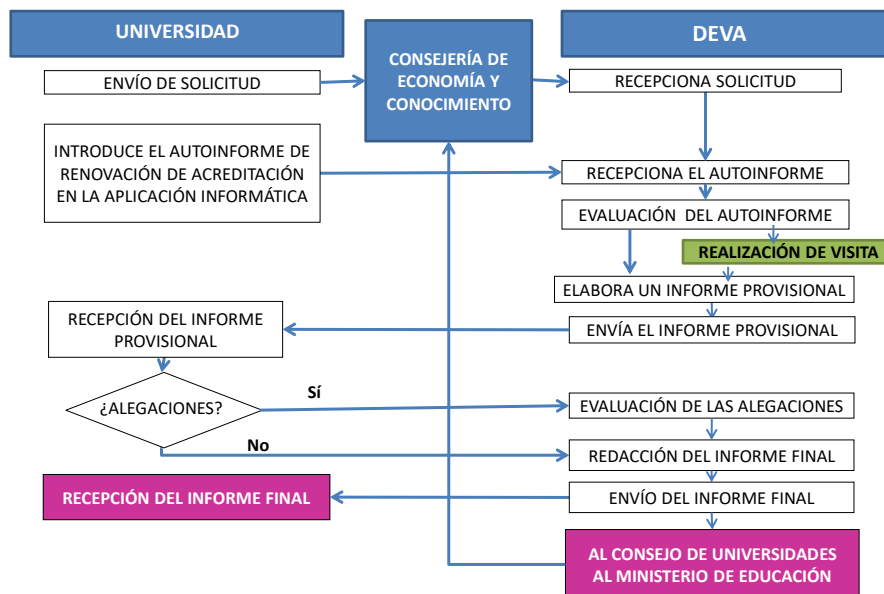 UNIVERSIDAD
CONSEJERÍA DE
ECONOMÍA Y
CONOCIMIENTO
DEVA
ENVÍO DE SOLICITUD
RECEPCIONA SOLICITUD
INTRODUCE EL AUTOINFORME DE
RENOVACIÓN DE ACREDITACIÓN
EN LA APLICACIÓN INFORMÁTICA
RECEPCIONA EL AUTOINFORME
EVALUACIÓN DEL AUTOINFORME
REALIZACIÓN DE VISITA
ELABORA UN INFORME PROVISIONAL
RECEPCIÓN DEL INFORME
PROVISIONAL
ENVÍA EL INFORME PROVISIONAL
¿ALEGACIONES?
Sí
EVALUACIÓN DE LAS ALEGACIONES
No
REDACCIÓN DEL INFORME FINAL
RECEPCIÓN DEL INFORME FINAL
ENVÍO DEL INFORME FINAL
AL CONSEJO DE UNIVERSIDADES
AL MINISTERIO DE EDUCACIÓN